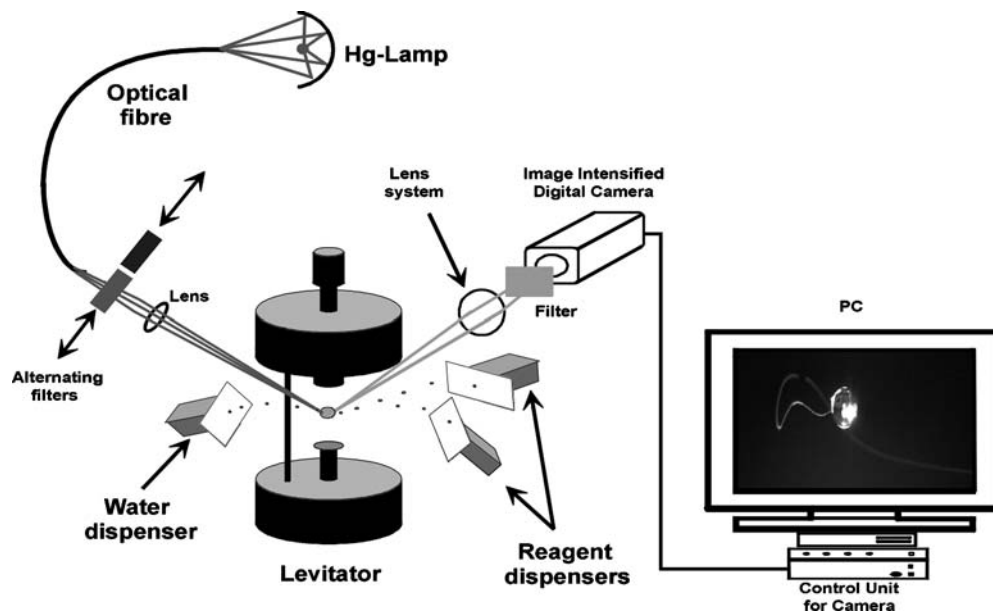 Hg-Lamp
Optical
fibre
Lens
system
Image Intensified
Digital Camera
Lens
Filter
PC
Alternating
filters
Water
dispenser
Levitator
Reagent
dispensers
Control Unit
for Camera